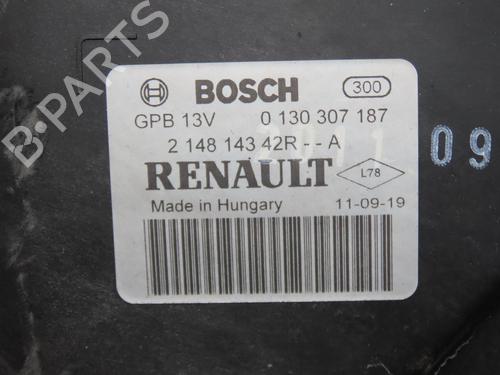 B-PARTS
BOSCH
300
GPB 13V 0 130 307 187
2 148 143 42R - - A
2011 09
RENAULT
L78
Made in Hungary 11-09-19